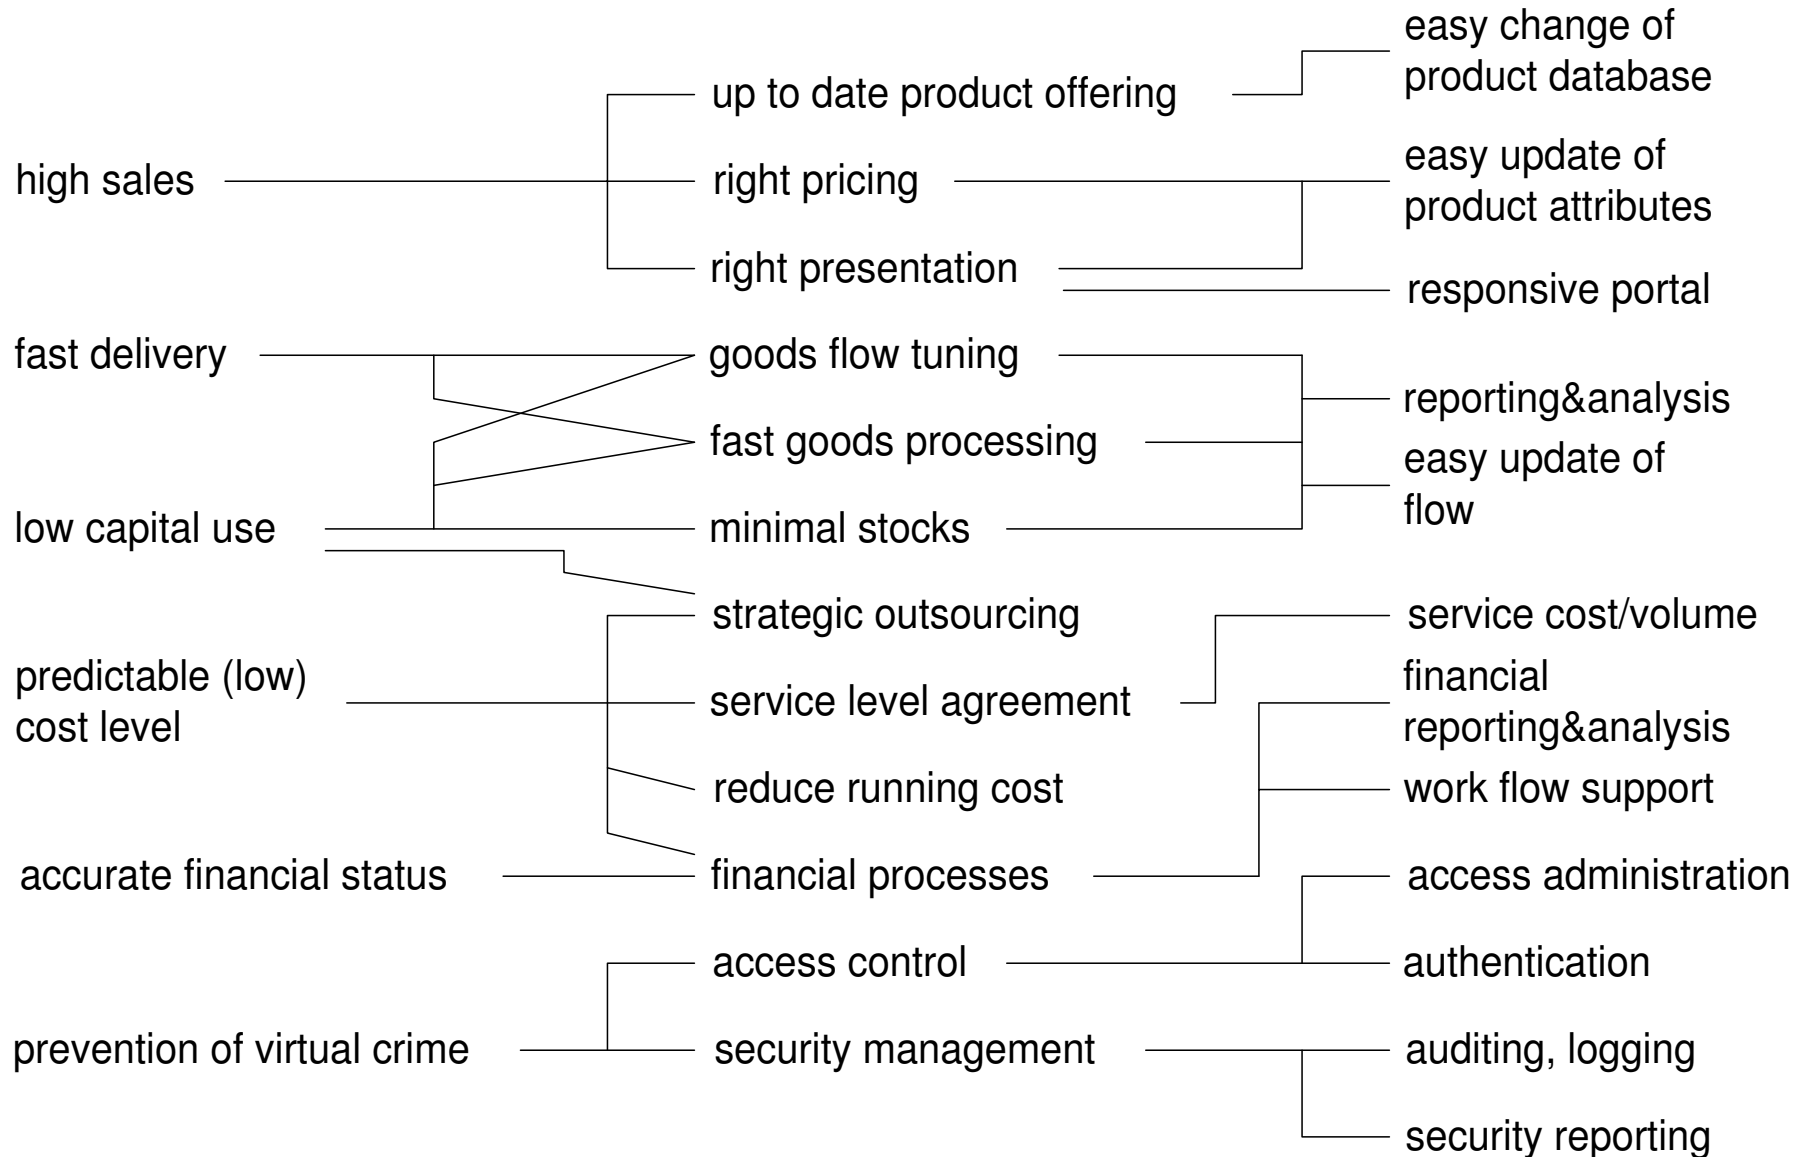 high sales
fast delivery
low capital use
predictable (low)
cost level
accurate financial status
prevention of virtual crime
up to date product offering
right pricing
right presentation
goods flow tuning
fast goods processing
minimal stocks
strategic outsourcing
service level agreement
reduce running cost
financial processes
access control
security management
easy change of
product database
easy update of
product attributes
responsive portal
reporting&analysis
easy update of
flow
service cost/volume
financial
reporting&analysis
work flow support
access administration
authentication
auditing, logging
security reporting